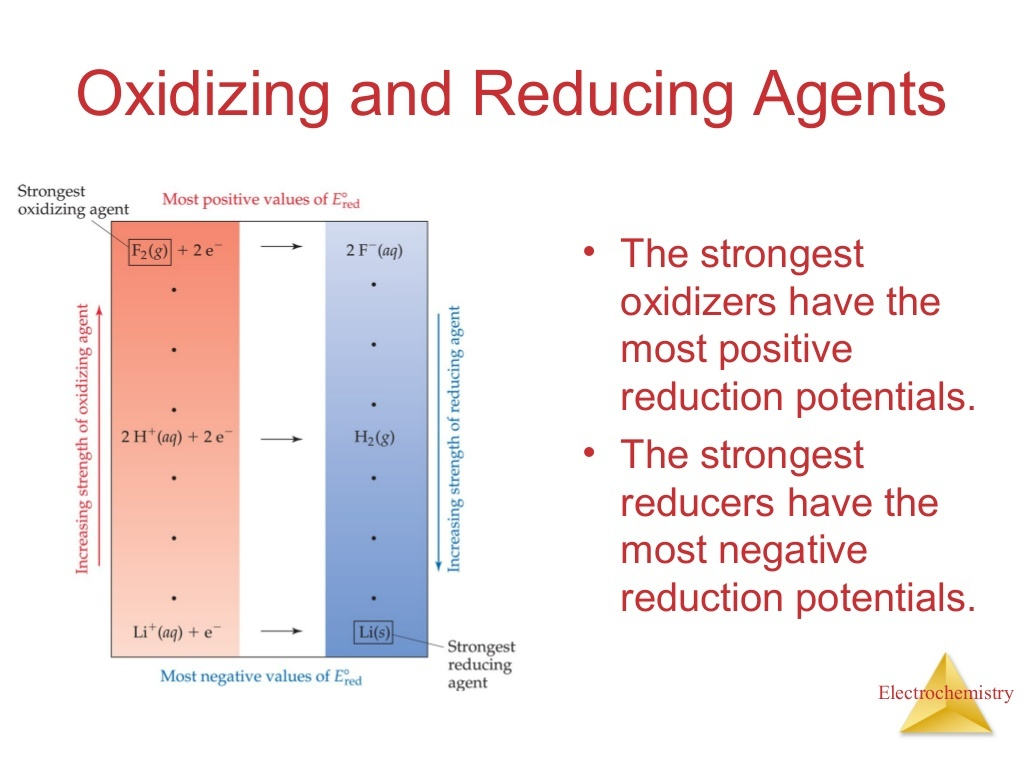 Oxidizing and Reducing Agents
Strongest
oxidizing agent
Most positive values of E°red
F₂(g) + 2 e⁻ → 2 F⁻(aq)
Increasing strength of oxidizing agent
2 H⁺(aq) + 2 e⁻ → H₂(g)
Increasing strength of reducing agent
Li⁺(aq) + e⁻ → Li(s)
Strongest
reducing
agent
Most negative values of E°red
• The strongest
oxidizers have the
most positive
reduction potentials.
• The strongest
reducers have the
most negative
reduction potentials.
Electrochemistry